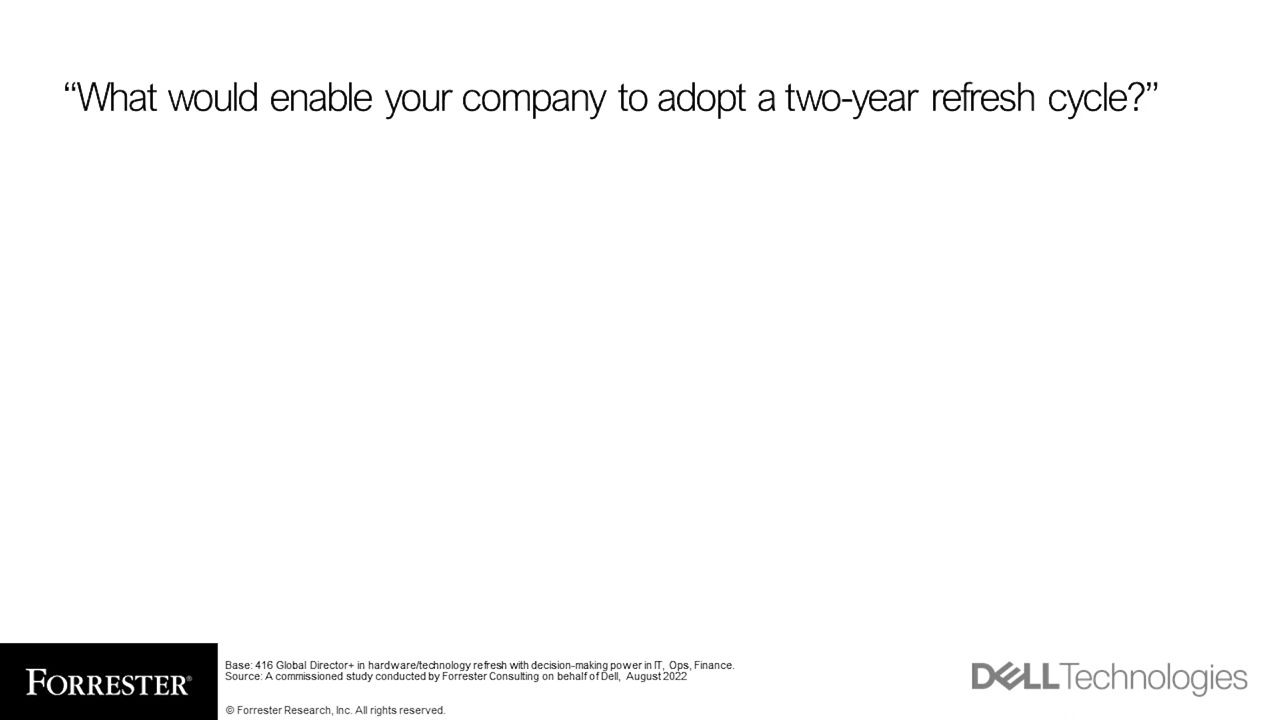 “What would enable your company to adopt a two-year refresh cycle?”
Base: 416 Global Director+ in hardware/technology refresh with decision-making power in IT, Ops, Finance.
Source: A commissioned study conducted by Forrester Consulting on behalf of Dell, August 2022
FORRESTER®
© Forrester Research, Inc. All rights reserved.
DELLTechnologies